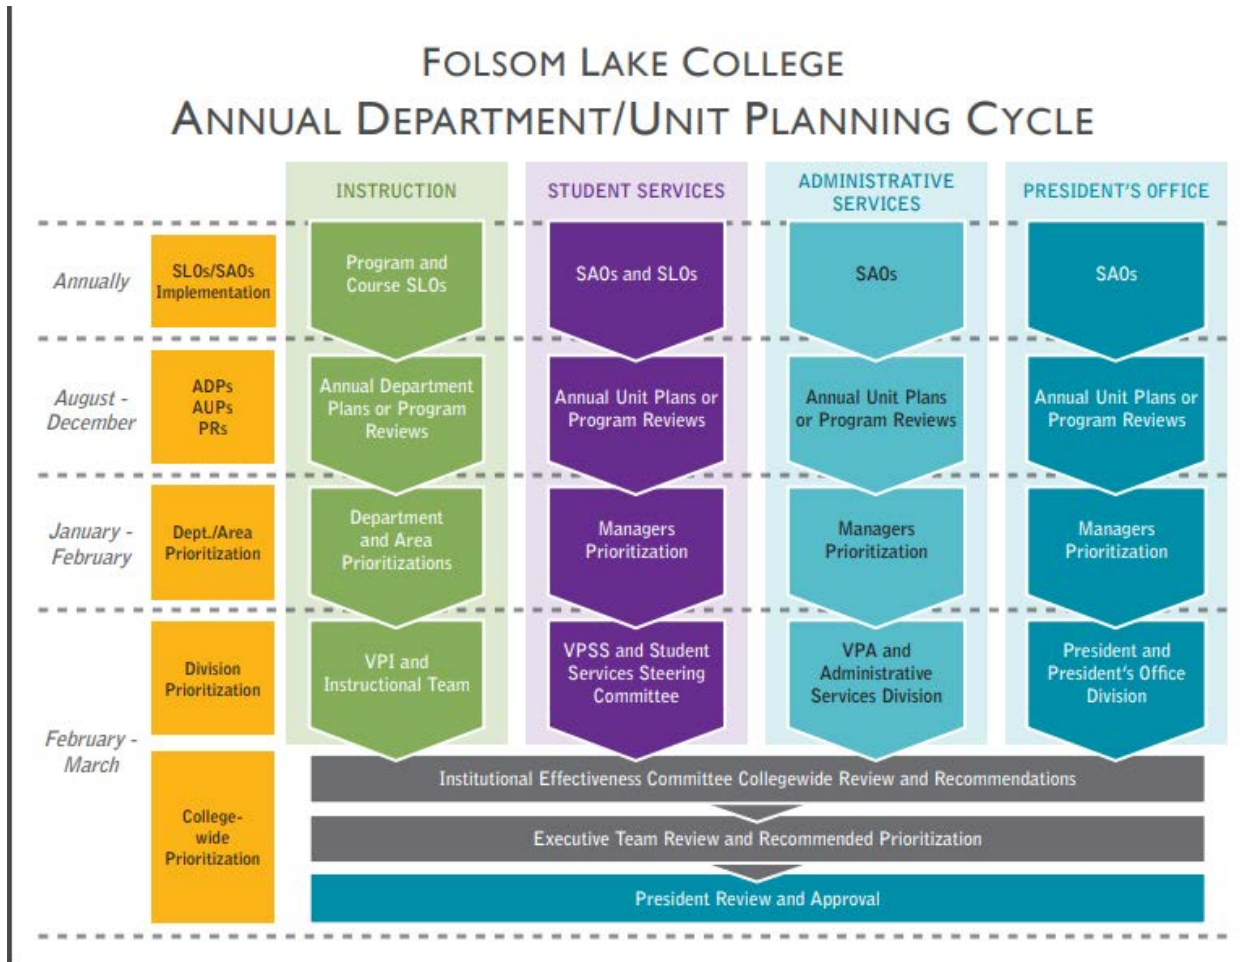 FOLSOM LAKE COLLEGE
ANNUAL DEPARTMENT/UNIT PLANNING CYCLE
INSTRUCTION
STUDENT SERVICES
ADMINISTRATIVE
SERVICES
PRESIDENT'S OFFICE
Annually
SLOs/SAOs
Implementation
Program and
Course SLOs
SAOs and SLOs
SAOs
SAOs
August -
December
ADPs
AUPs
PRs
Annual Department
Plans or Program
Reviews
Annual Unit Plans or
Program Reviews
Annual Unit Plans
or Program Reviews
Annual Unit Plans or
Program Reviews
January -
February
Dept./Area
Prioritization
Department
and Area
Prioritizations
Managers
Prioritization
Managers
Prioritization
Managers
Prioritization
February -
March
Division
Prioritization
VPI and
Instructional Team
VPSS and Student
Services Steering
Committee
VPA and
Administrative
Services Division
President and
President's Office
Division
College-
wide
Prioritization
Institutional Effectiveness Committee Collegewide Review and Recommendations
Executive Team Review and Recommended Prioritization
President Review and Approval